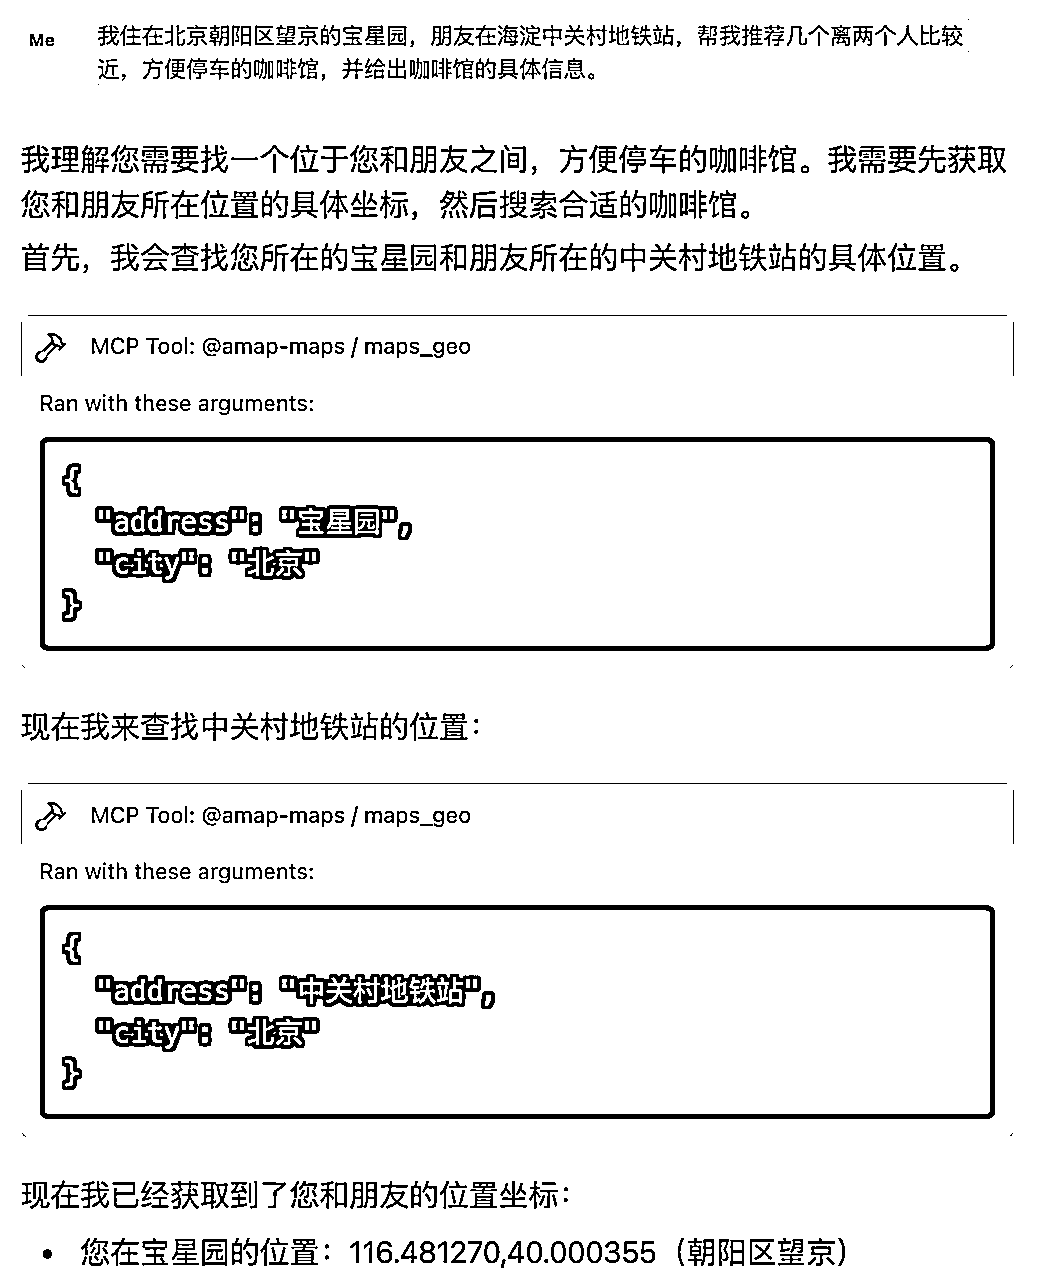 Me
我住在北京朝阳区望京的宝星园，朋友在海淀中关村地铁站，帮我推荐几个离两个人比较
近，方便停车的咖啡馆，并给出咖啡馆的具体信息。
我理解您需要找一个位于您和朋友之间，方便停车的咖啡馆。我需要先获取
您和朋友所在位置的具体坐标，然后搜索合适的咖啡馆。
首先，我会查找您所在的宝星园和朋友所在的中关村地铁站的具体位置。
MCP Tool: @amap-maps / maps_geo
Ran with these arguments:
{
"address": "宝星园",
"city": "北京"
}
现在我来查找中关村地铁站的位置：
MCP Tool: @amap-maps / maps_geo
Ran with these arguments:
{
"address": "中关村地铁站",
"city": "北京"
}
现在我已经获取到了您和朋友的位置坐标：
• 您在宝星园的位置：116.481270,40.000355（朝阳区望京）